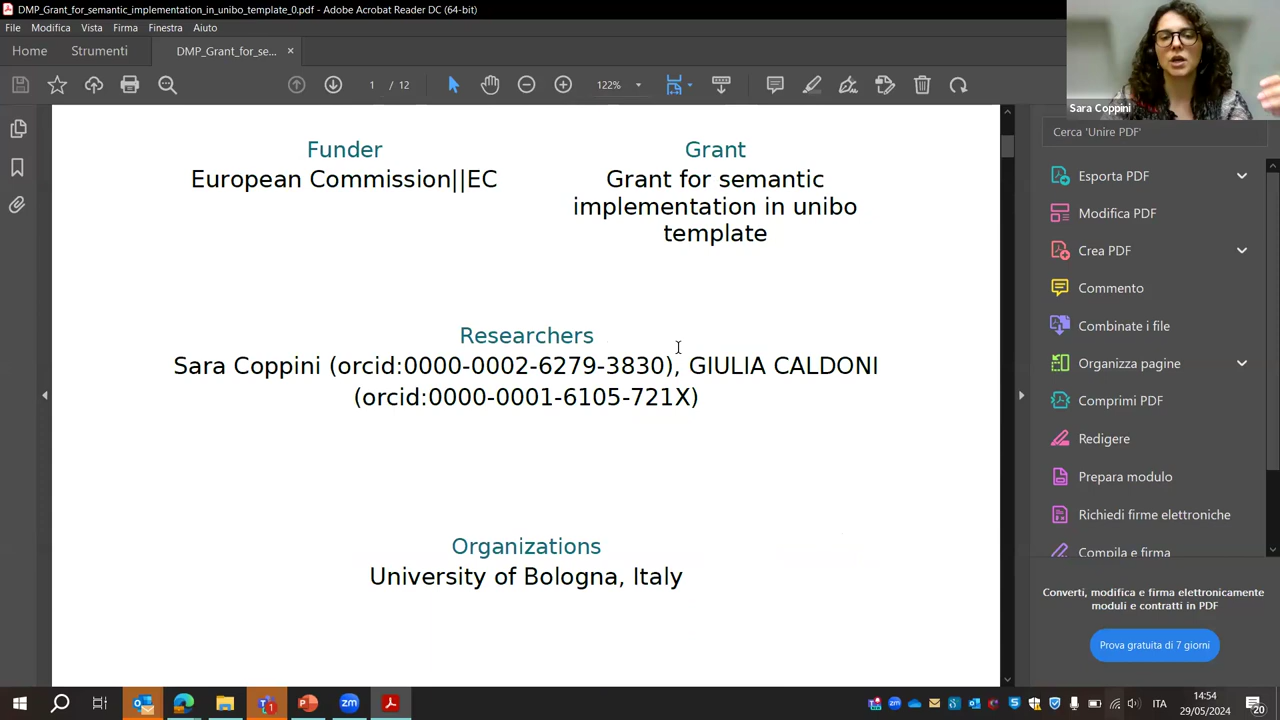 DMP_Grant_for_semantic_implementation_in_unibo_template_0.pdf - Adobe Acrobat Reader DC (64-bit)
File Modifica Vista Firma Finestra Aiuto
Home Strumenti DMP_Grant_for_se... ×
1 / 12 122%
Sara Coppini
Cerca 'Unire PDF'
Funder
European Commission||EC
Grant
Grant for semantic
implementation in unibo
template
Researchers
Sara Coppini (orcid:0000-0002-6279-3830), GIULIA CALDONI
(orcid:0000-0001-6105-721X)
Organizations
University of Bologna, Italy
Esporta PDF
Modifica PDF
Crea PDF
Commento
Combinate i file
Organizza pagine
Comprimi PDF
Redigere
Prepara modulo
Richiedi firme elettroniche
Compila e firma
Converti, modifica e firma elettronicamente
moduli e contratti in PDF
Prova gratuita di 7 giorni
ITA
14:54
29/05/2024
20